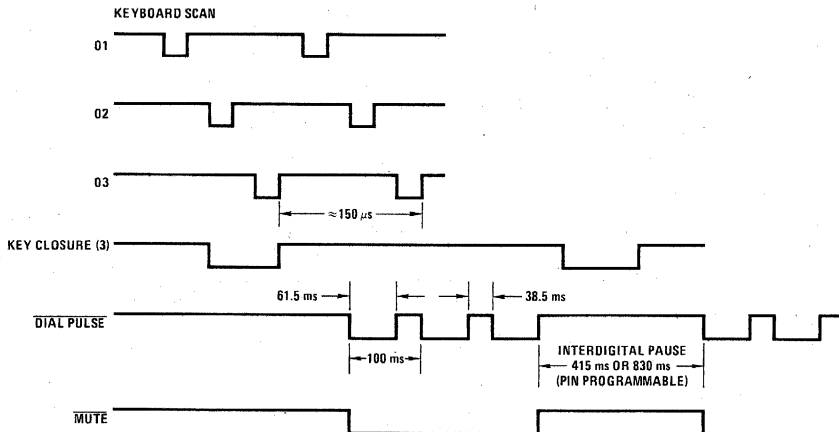 KEYBOARD SCAN
01
02
03
≈150 μs
KEY CLOSURE (3)
61.5 ms
38.5 ms
DIAL PULSE
100 ms
INTERDIGITAL PAUSE
415 ms OR 830 ms
(PIN PROGRAMMABLE)
MUTE